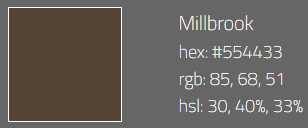 Millbrook
hex: #554433
rgb: 85, 68, 51
hsl: 30, 40%, 33%